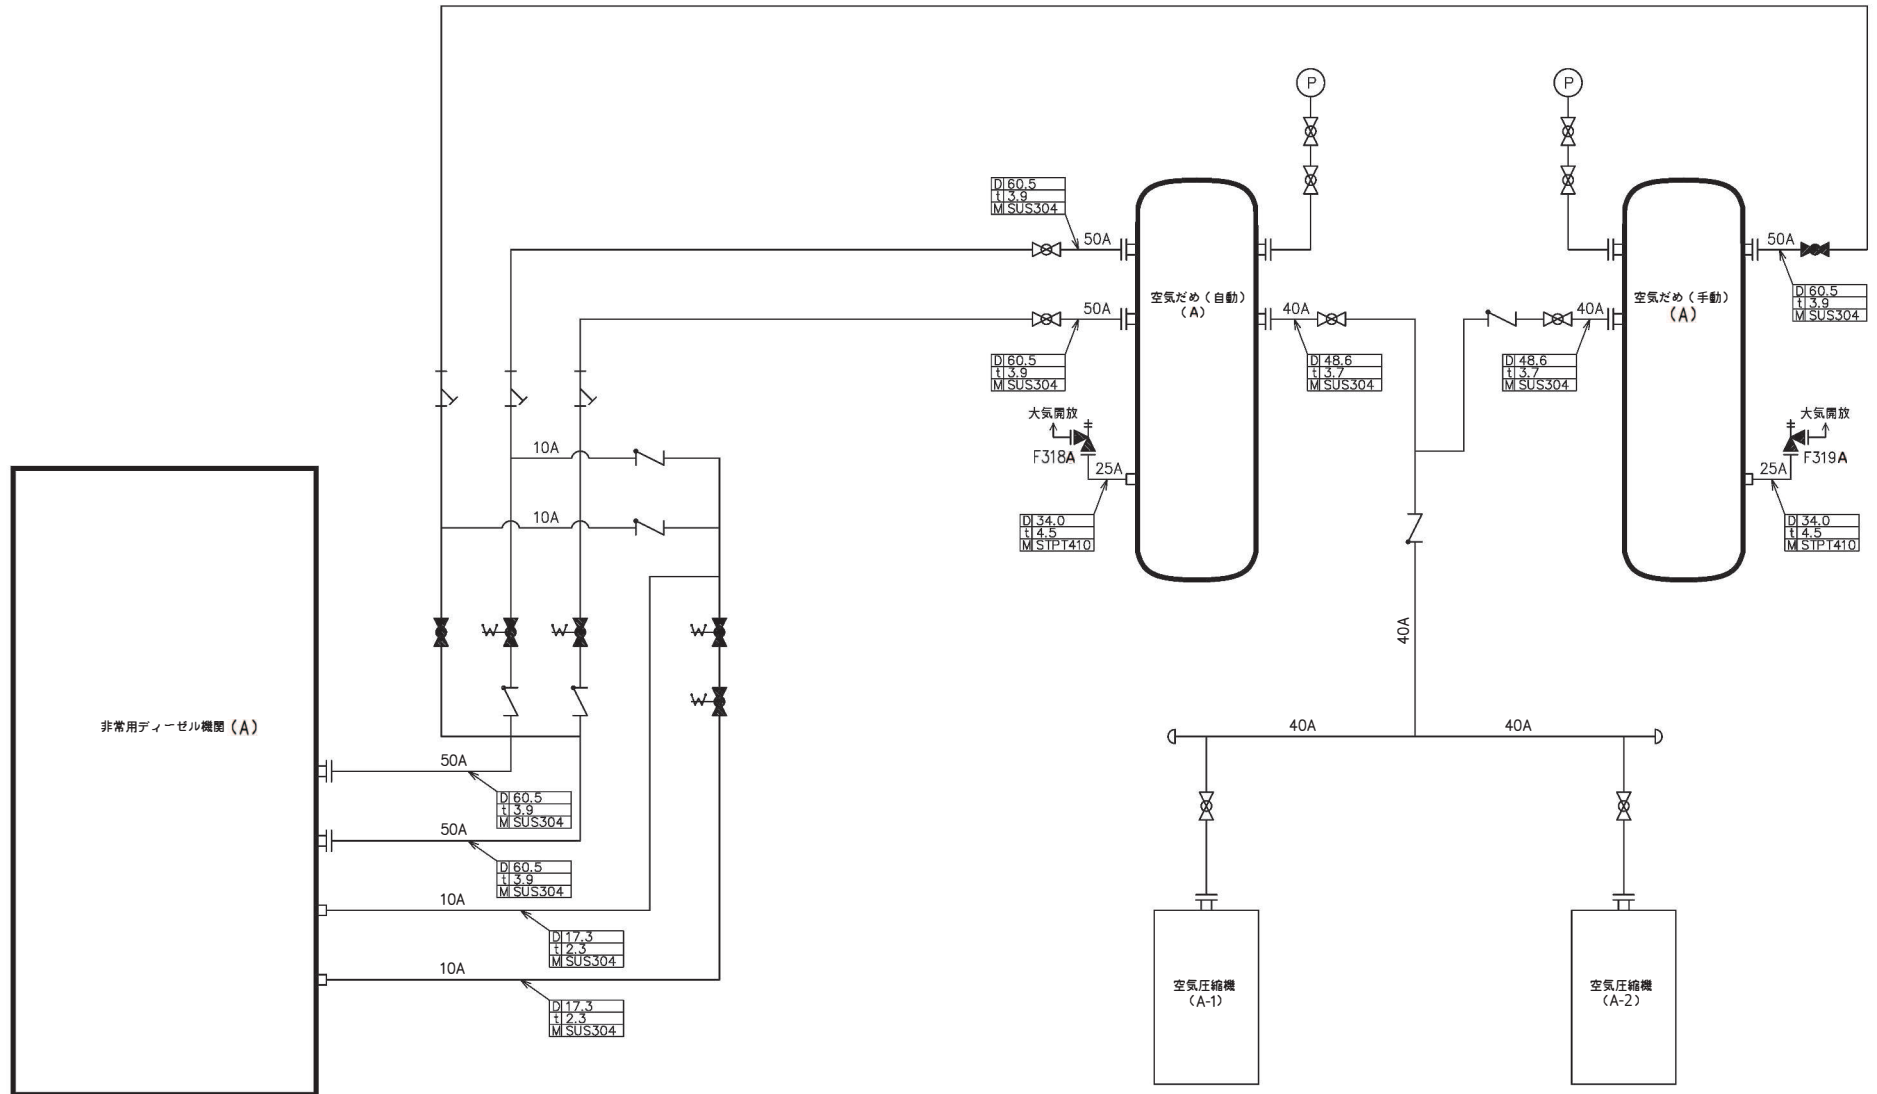 P
P
D 60.5
t 3.9
M SUS304
50A
50A
D 60.5
t 3.9
M SUS304
空気だめ(自動)
(A)
空気だめ(手動)
(A)
50A
40A
40A
D 60.5
t 3.9
M SUS304
D 48.6
t 3.7
M SUS304
D 48.6
t 3.7
M SUS304
大気開放
F318A
25A
大気開放
F319A
25A
10A
D 34.0
t 4.5
M STPT410
D 34.0
t 4.5
M STPT410
10A
40A
W
W
W
W
非常用ディーゼル機関(A)
40A
40A
50A
D 60.5
t 3.9
M SUS304
50A
D 60.5
t 3.9
M SUS304
10A
D 17.3
t 2.3
M SUS304
10A
D 17.3
t 2.3
M SUS304
空気圧縮機
(A-1)
空気圧縮機
(A-2)